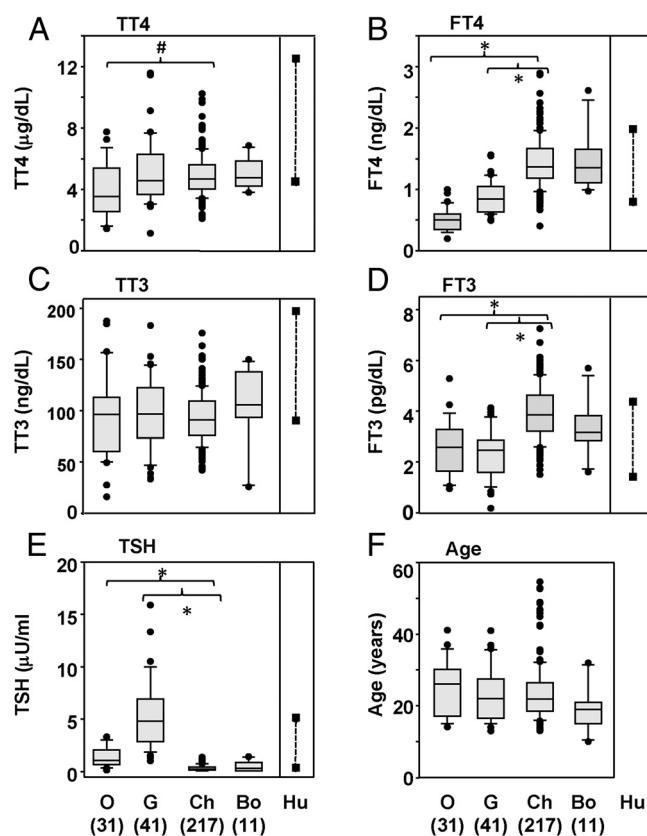 A TT4
#
TT4 (µg/dL)
12
8
4
0
B FT4
*
*
FT4 (ng/dL)
3
2
1
0
C TT3
TT3 (ng/dL)
200
150
100
50
0
D FT3
*
*
FT3 (pg/dL)
8
6
4
2
0
E TSH
*
*
TSH (µU/ml)
20
15
10
5
0
F Age
Age (years)
60
40
20
0
O G Ch Bo Hu
(31) (41) (217) (11)
O G Ch Bo Hu
(31) (41) (217) (11)